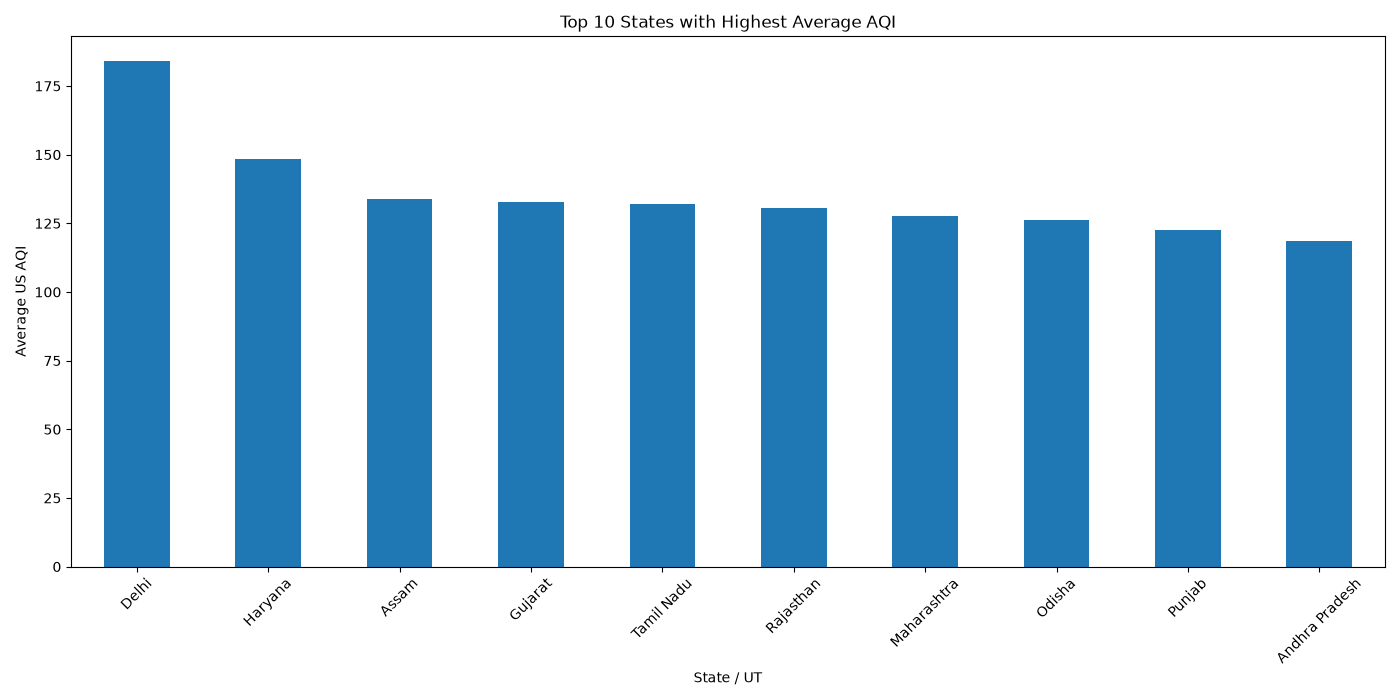 Top 10 States with Highest Average AQI
Average US AQI
175
150
125
100
75
50
25
0
Delhi
Haryana
Assam
Gujarat
Tamil Nadu
Rajasthan
Maharashtra
Odisha
Punjab
Andhra Pradesh
State / UT